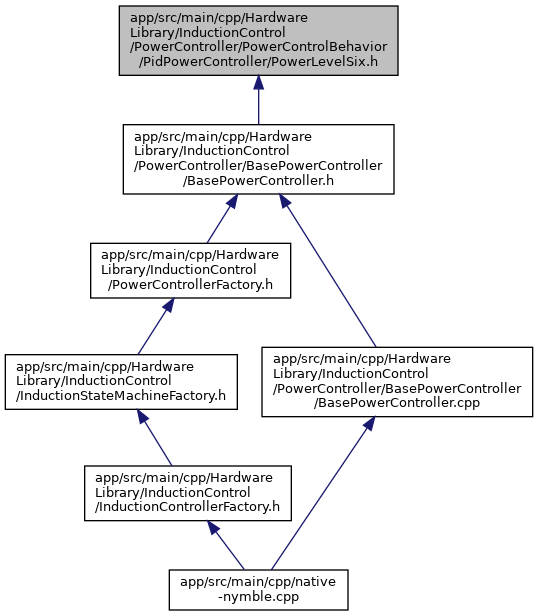 app/src/main/cpp/Hardware
Library/InductionControl
/PowerController/PowerControlBehavior
/PidPowerController/PowerLevelSix.h
app/src/main/cpp/Hardware
Library/InductionControl
/PowerController/BasePowerController
/BasePowerController.h
app/src/main/cpp/Hardware
Library/InductionControl
/PowerControllerFactory.h
app/src/main/cpp/Hardware
Library/InductionControl
/InductionStateMachineFactory.h
app/src/main/cpp/Hardware
Library/InductionControl
/PowerController/BasePowerController
/BasePowerController.cpp
app/src/main/cpp/Hardware
Library/InductionControl
/InductionControllerFactory.h
app/src/main/cpp/native
-nymble.cpp